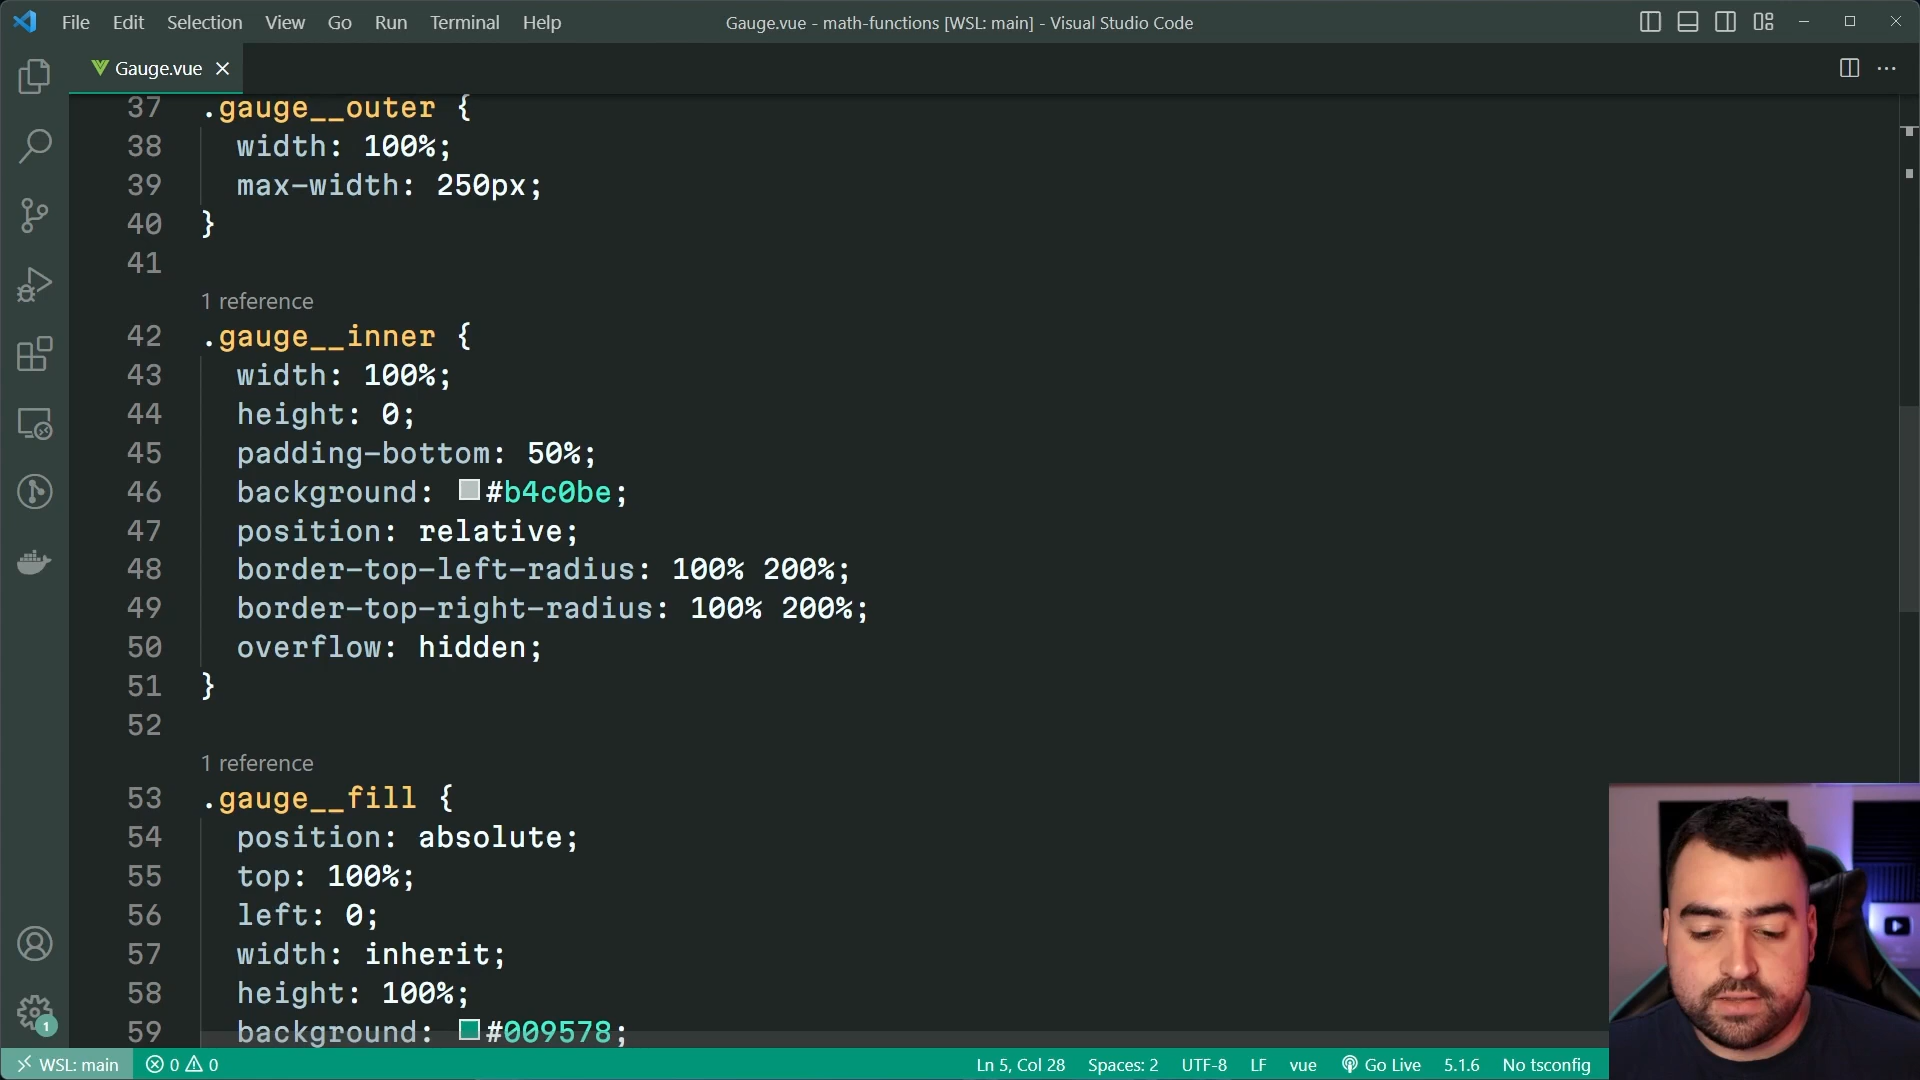 File Edit Selection View Go Run Terminal Help
Gauge.vue - math-functions [WSL: main] - Visual Studio Code
Gauge.vue
37 .gauge__outer {
38 width: 100%;
39 max-width: 250px;
40 }
41
1 reference
42 .gauge__inner {
43 width: 100%;
44 height: 0;
45 padding-bottom: 50%;
46 background: #b4c0be;
47 position: relative;
48 border-top-left-radius: 100% 200%;
49 border-top-right-radius: 100% 200%;
50 overflow: hidden;
51 }
52
1 reference
53 .gauge__fill {
54 position: absolute;
55 top: 100%;
56 left: 0;
57 width: inherit;
58 height: 100%;
59 background: #009578;
1
WSL: main 0 0 Ln 5, Col 28 Spaces: 2 UTF-8 LF vue Go Live 5.1.6 No tsconfig